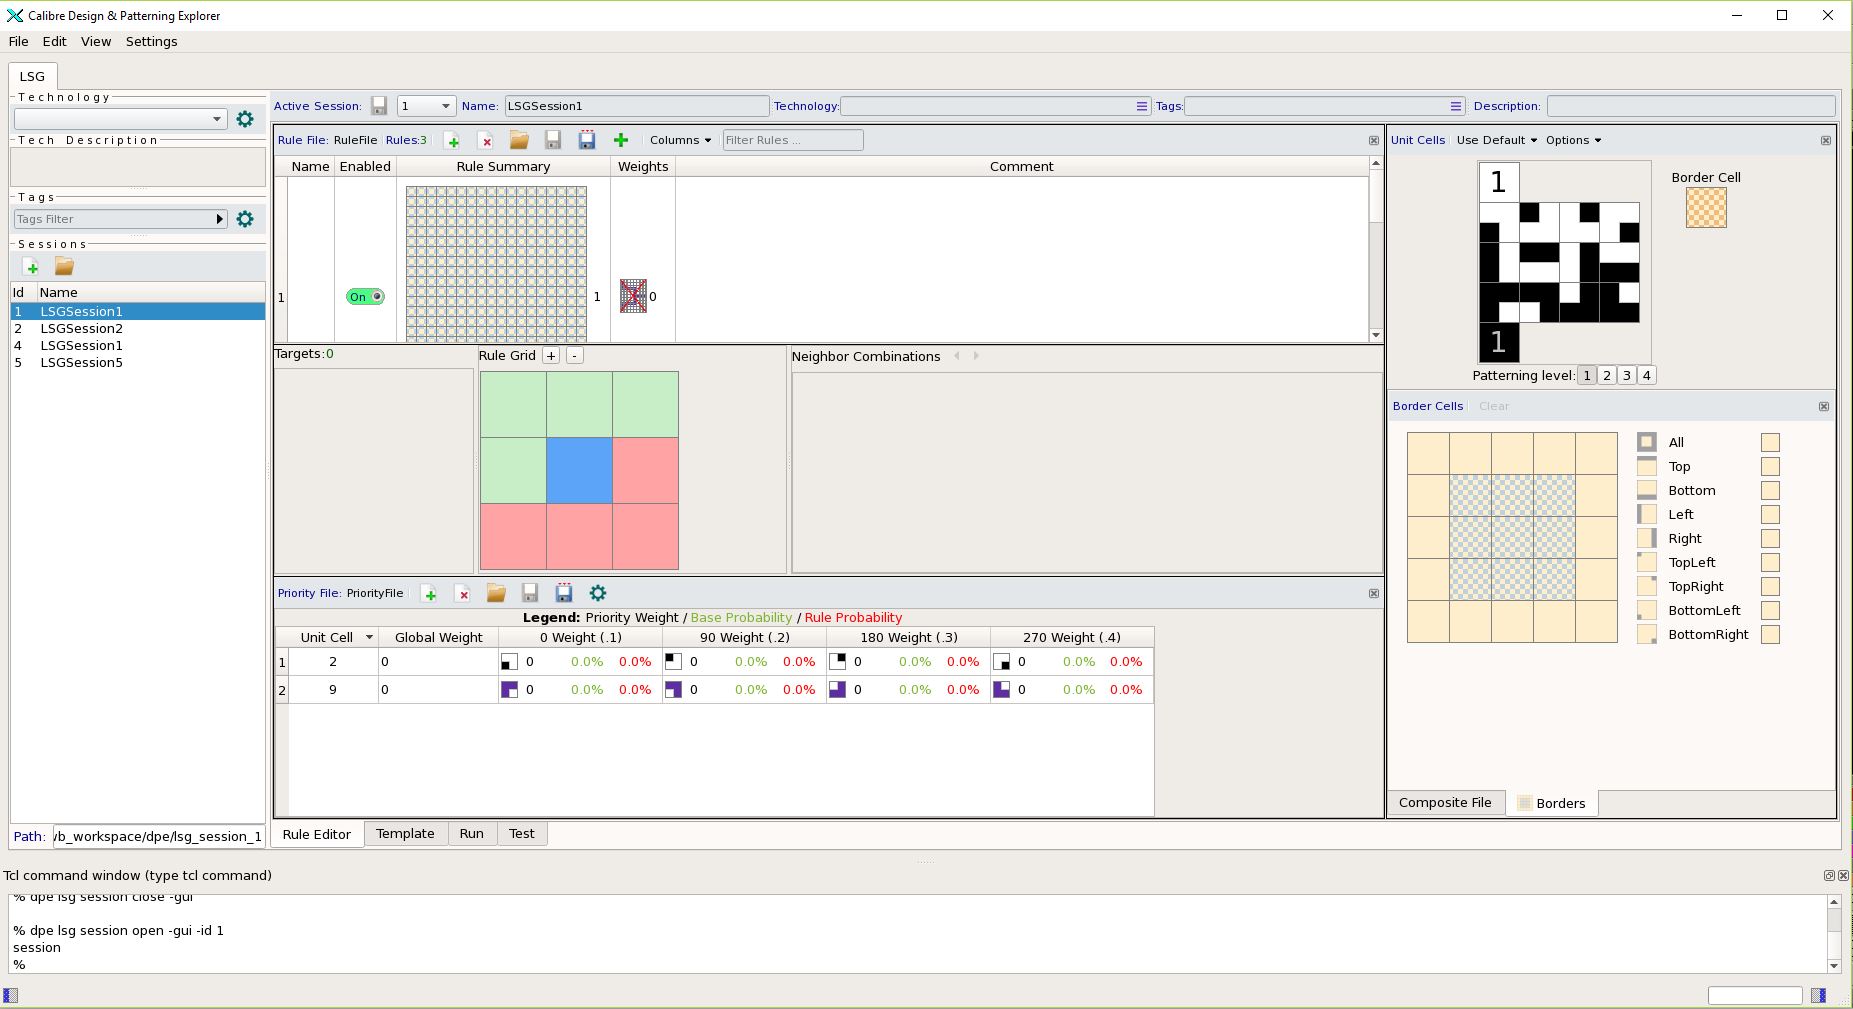 Calibre Design & Patterning Explorer
File Edit View Settings
LSG
Technology
Tech Description
Tags
Tags Filter
Sessions
Id Name
1 LSGSession1
2 LSGSession2
4 LSGSession1
5 LSGSession5
Path: /b_workspace/dpe/lsg_session_1
Active Session: 1 Name: LSGSession1 Technology: Tags: Description:
Rule File: RuleFile Rules:3 Columns Filter Rules ...
Name Enabled Rule Summary Weights Comment
1 On 1 0
Targets:0
Rule Grid + -
Neighbor Combinations
Priority File: PriorityFile
Legend: Priority Weight / Base Probability / Rule Probability
Unit Cell Global Weight 0 Weight (.1) 90 Weight (.2) 180 Weight (.3) 270 Weight (.4)
1 2 0 0 0.0% 0.0% 0 0.0% 0.0% 0 0.0% 0.0% 0 0.0% 0.0%
2 9 0 0 0.0% 0.0% 0 0.0% 0.0% 0 0.0% 0.0% 0 0.0% 0.0%
Rule Editor Template Run Test
Unit Cells Use Default Options
1
Border Cell
1
Patterning level: 1 2 3 4
Border Cells Clear
All
Top
Bottom
Left
Right
TopLeft
TopRight
BottomLeft
BottomRight
Composite File Borders
Tcl command window (type tcl command)
% dpe lsg session close -gui
% dpe lsg session open -gui -id 1
session
%